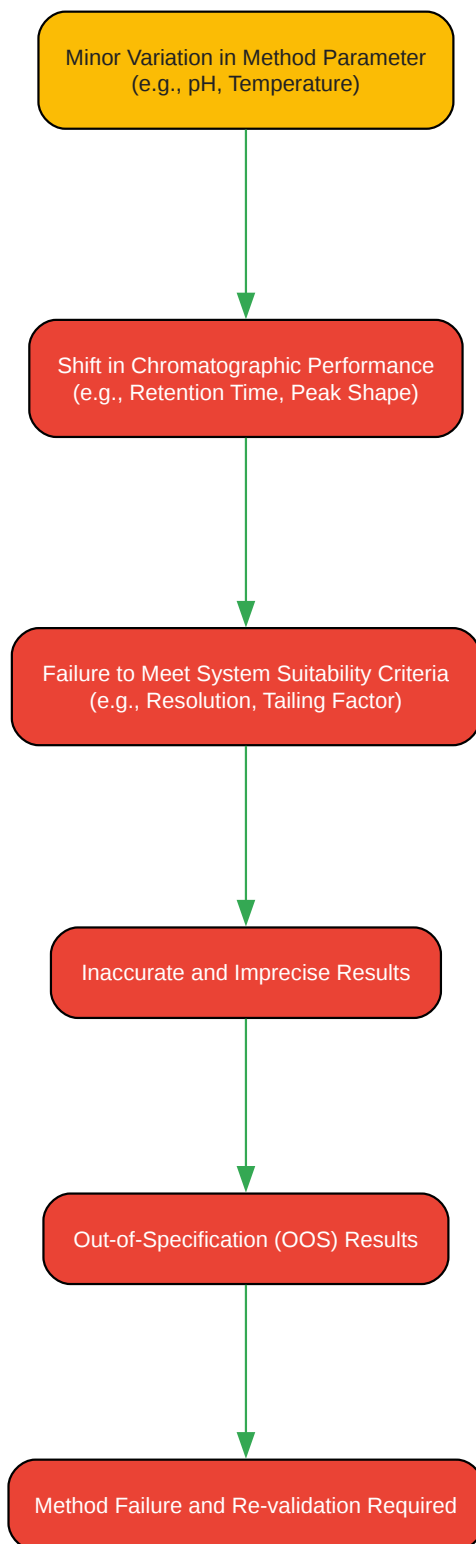 Minor Variation in Method Parameter
(e.g., pH, Temperature)
Shift in Chromatographic Performance
(e.g., Retention Time, Peak Shape)
Failure to Meet System Suitability Criteria
(e.g., Resolution, Tailing Factor)
Inaccurate and Imprecise Results
Out-of-Specification (OOS) Results
Method Failure and Re-validation Required